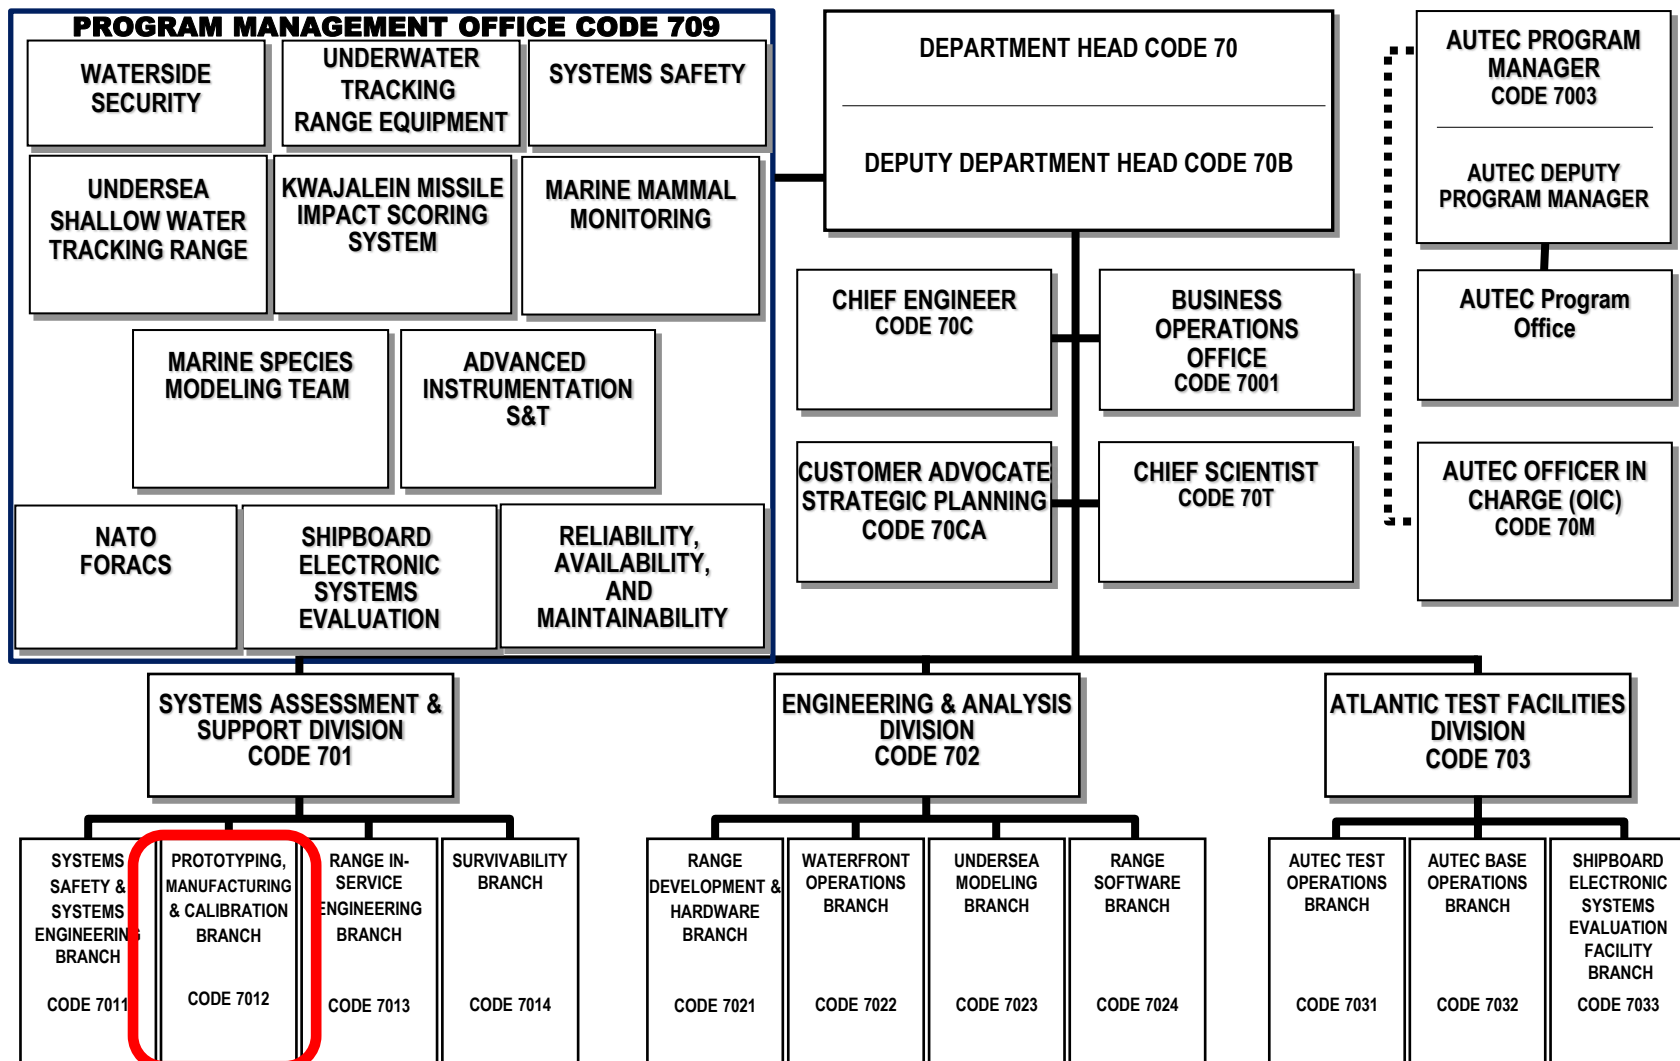 PROGRAM MANAGEMENT OFFICE CODE 709
WATERSIDE
SECURITY
UNDERWATER
TRACKING
RANGE EQUIPMENT
SYSTEMS SAFETY
UNDERSEA
SHALLOW WATER
TRACKING RANGE
KWAJALEIN MISSILE
IMPACT SCORING
SYSTEM
MARINE MAMMAL
MONITORING
MARINE SPECIES
MODELING TEAM
ADVANCED
INSTRUMENTATION
S&T
NATO
FORACS
SHIPBOARD
ELECTRONIC
SYSTEMS
EVALUATION
RELIABILITY,
AVAILABILITY,
AND
MAINTAINABILITY
DEPARTMENT HEAD CODE 70
DEPUTY DEPARTMENT HEAD CODE 70B
CHIEF ENGINEER
CODE 70C
BUSINESS
OPERATIONS
OFFICE
CODE 7001
CUSTOMER ADVOCATE
STRATEGIC PLANNING
CODE 70CA
CHIEF SCIENTIST
CODE 70T
AUTEC PROGRAM
MANAGER
CODE 7003
AUTEC DEPUTY
PROGRAM MANAGER
AUTEC Program
Office
AUTEC OFFICER IN
CHARGE (OIC)
CODE 70M
SYSTEMS ASSESSMENT &
SUPPORT DIVISION
CODE 701
ENGINEERING & ANALYSIS
DIVISION
CODE 702
ATLANTIC TEST FACILITIES
DIVISION
CODE 703
SYSTEMS
SAFETY &
SYSTEMS
ENGINEERING
BRANCH
CODE 7011
PROTOTYPING,
MANUFACTURING
& CALIBRATION
BRANCH
CODE 7012
RANGE IN-
SERVICE
ENGINEERING
BRANCH
CODE 7013
SURVIVABILITY
BRANCH
CODE 7014
RANGE
DEVELOPMENT &
HARDWARE
BRANCH
CODE 7021
WATERFRONT
OPERATIONS
BRANCH
CODE 7022
UNDERSEA
MODELING
BRANCH
CODE 7023
RANGE
SOFTWARE
BRANCH
CODE 7024
AUTEC TEST
OPERATIONS
BRANCH
CODE 7031
AUTEC BASE
OPERATIONS
BRANCH
CODE 7032
SHIPBOARD
ELECTRONIC
SYSTEMS
EVALUATION
FACILITY
BRANCH
CODE 7033